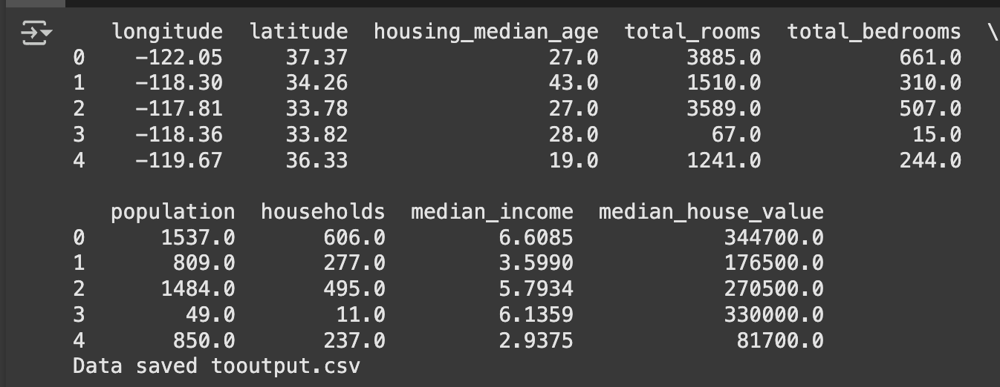 longitude latitude housing_median_age total_rooms total_bedrooms \
0 -122.05 37.37 27.0 3885.0 661.0
1 -118.30 34.26 43.0 1510.0 310.0
2 -117.81 33.78 27.0 3589.0 507.0
3 -118.36 33.82 28.0 67.0 15.0
4 -119.67 36.33 19.0 1241.0 244.0
population households median_income median_house_value
0 1537.0 606.0 6.6085 344700.0
1 809.0 277.0 3.5990 176500.0
2 1484.0 495.0 5.7934 270500.0
3 49.0 11.0 6.1359 330000.0
4 850.0 237.0 2.9375 81700.0
Data saved tooutput.csv